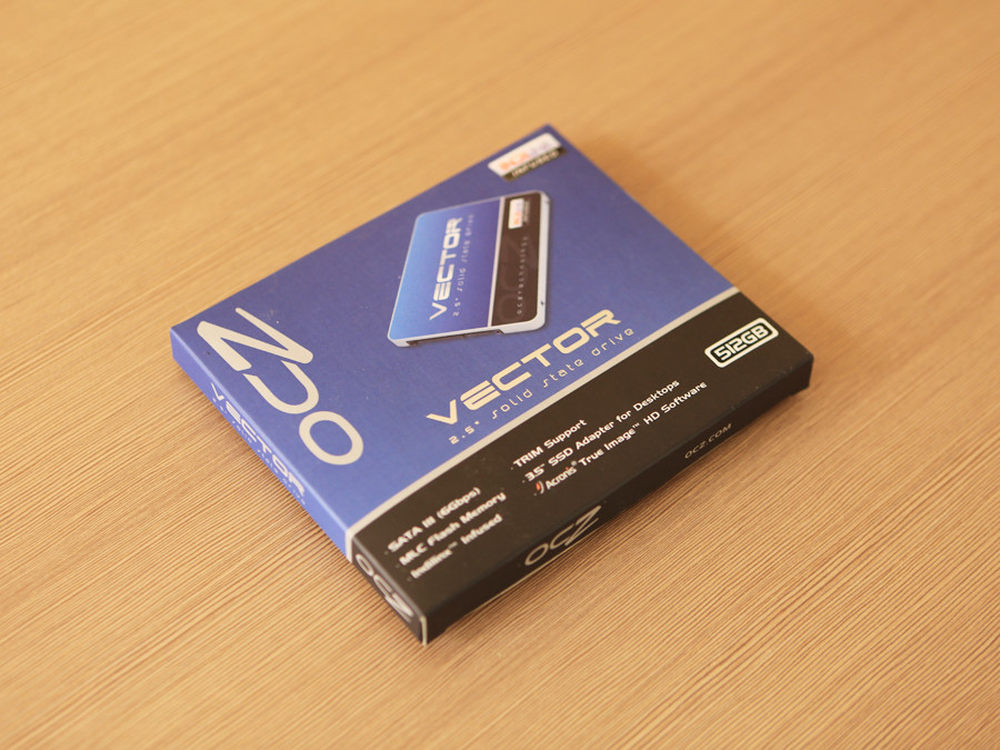 OCZ
VECTOR
2.5" solid state drive
VECTOR
2.5" solid state drive
512GB
SATA III (6Gbps)
MLC Flash Memory
Indilinx™ Infused
TRIM Support
3.5" SSD Adapter for Desktops
Acronis® True Image™ HD Software
VECTOR
OCZ
OCZ
OCZ.COM